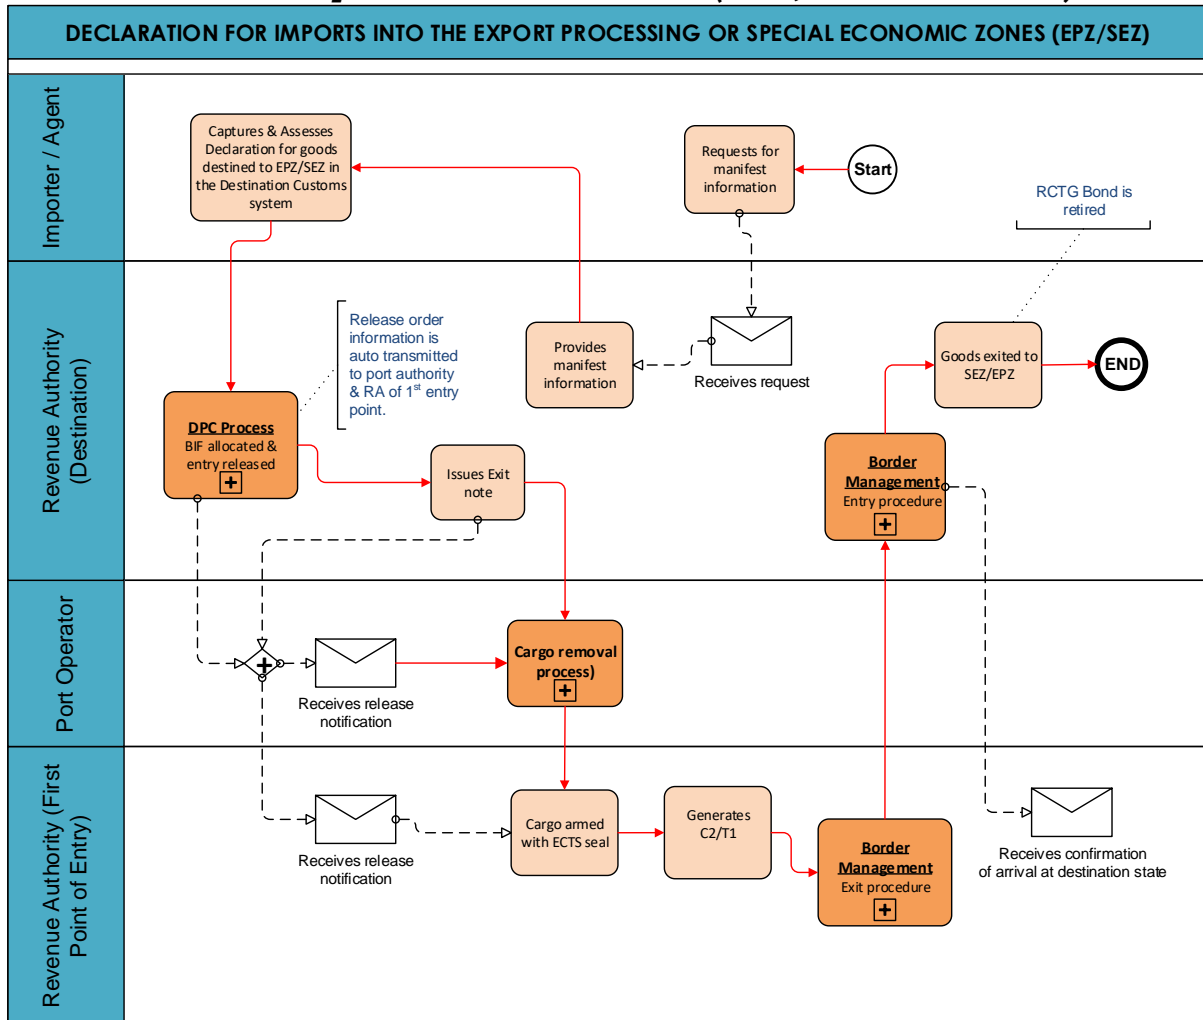 DECLARATION FOR IMPORTS INTO THE EXPORT PROCESSING OR SPECIAL ECONOMIC ZONES (EPZ/SEZ)
Importer / Agent
Captures & Assesses
Declaration for goods
destined to EPZ/SEZ in
the Destination Customs
system
Requests for
manifest
information
Start
RCTG Bond is
retired
Revenue Authority
(Destination)
Release order
information is
auto transmitted
to port authority
& RA of 1st entry
point.
Provides
manifest
information
Receives request
Goods exited to
SEZ/EPZ
END
DPC Process
BIF allocated &
entry released
Issues Exit
note
Border
Management
Entry procedure
Port Operator
Receives release
notification
Cargo removal
process)
Revenue Authority (First
Point of Entry)
Receives release
notification
Cargo armed
with ECTS seal
Generates
C2/T1
Border
Management
Exit procedure
Receives confirmation
of arrival at destination state